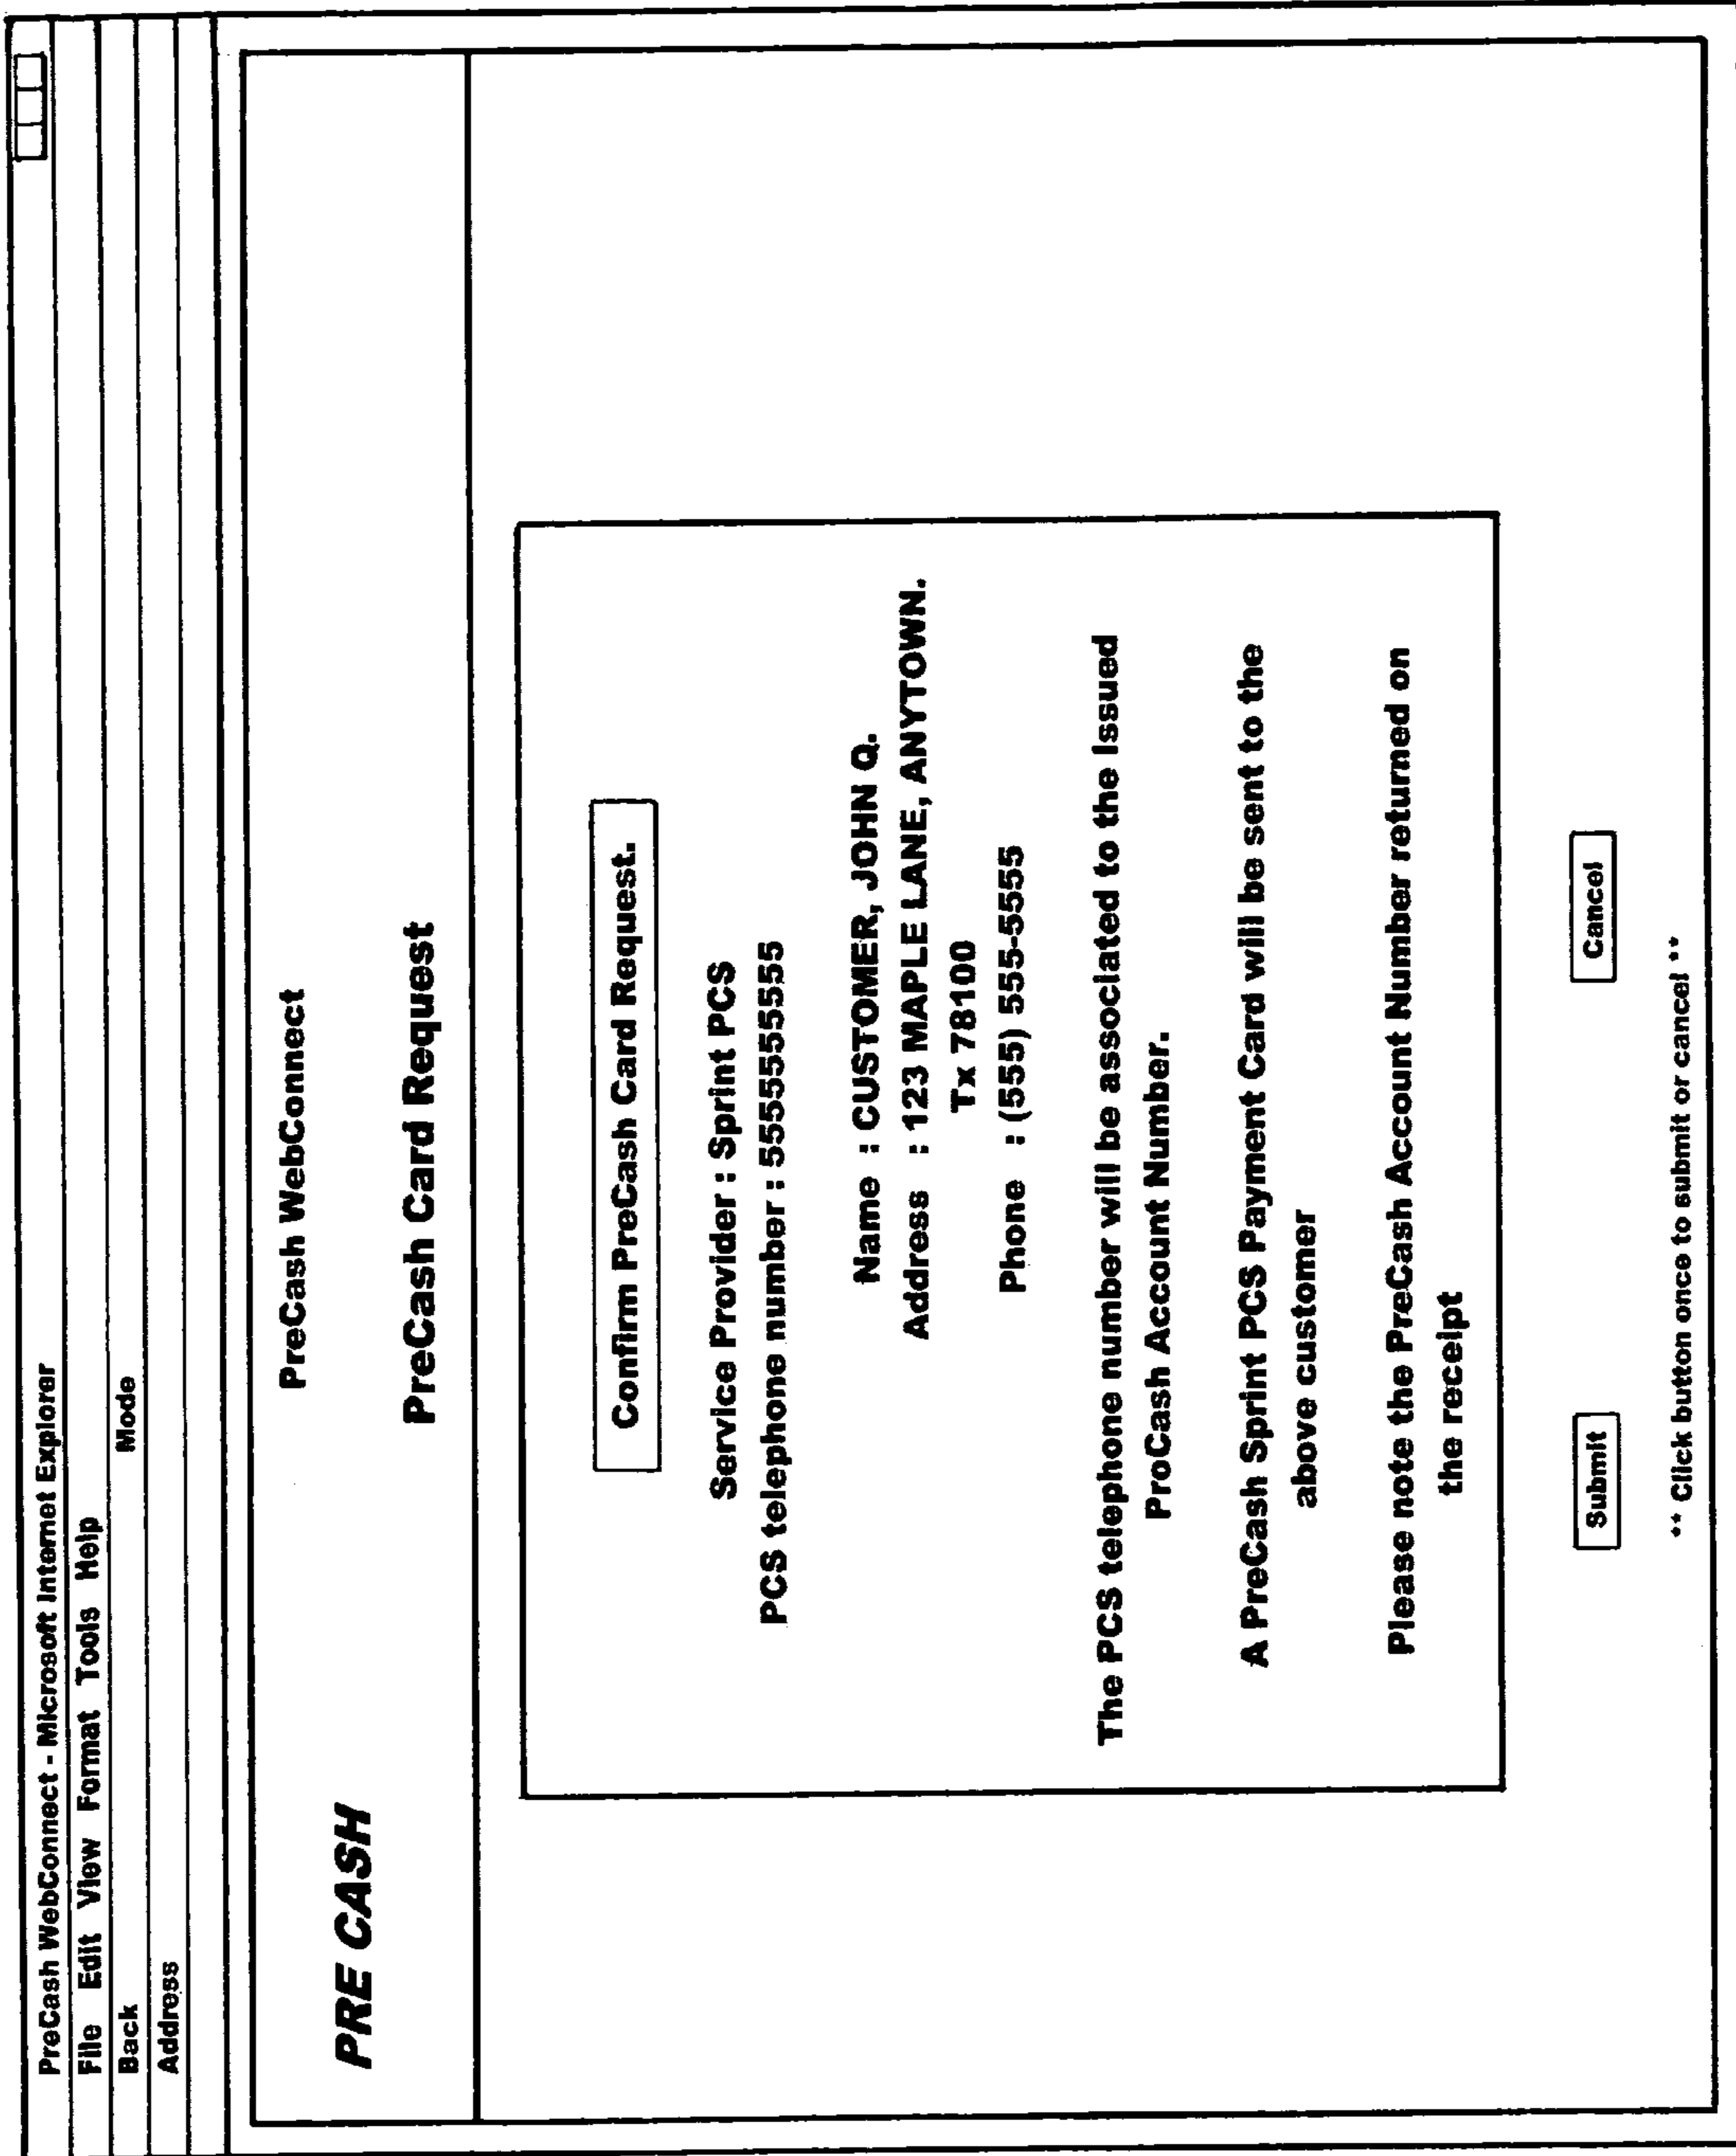 PreCash WebConnect - Microsoft Internet Explorer
File Edit View Format Tools Help
Back Mode
Address
PreCash WebConnect
PRE CASH
PreCash Card Request
Confirm PreCash Card Request.
Service Provider : Sprint PCS
PCS telephone number : 5555555555
Name : CUSTOMER, JOHN Q.
Address : 123 MAPLE LANE, ANYTOWN.
Tx 78100
Phone : (555) 555-5555
The PCS telephone number will be associated to the issued
ProCash Account Number.
A PreCash Sprint PCS Payment Card will be sent to the
above customer
Please note the PreCash Account Number returned on
the receipt
Submit Cancel
** Click button once to submit or cancel **